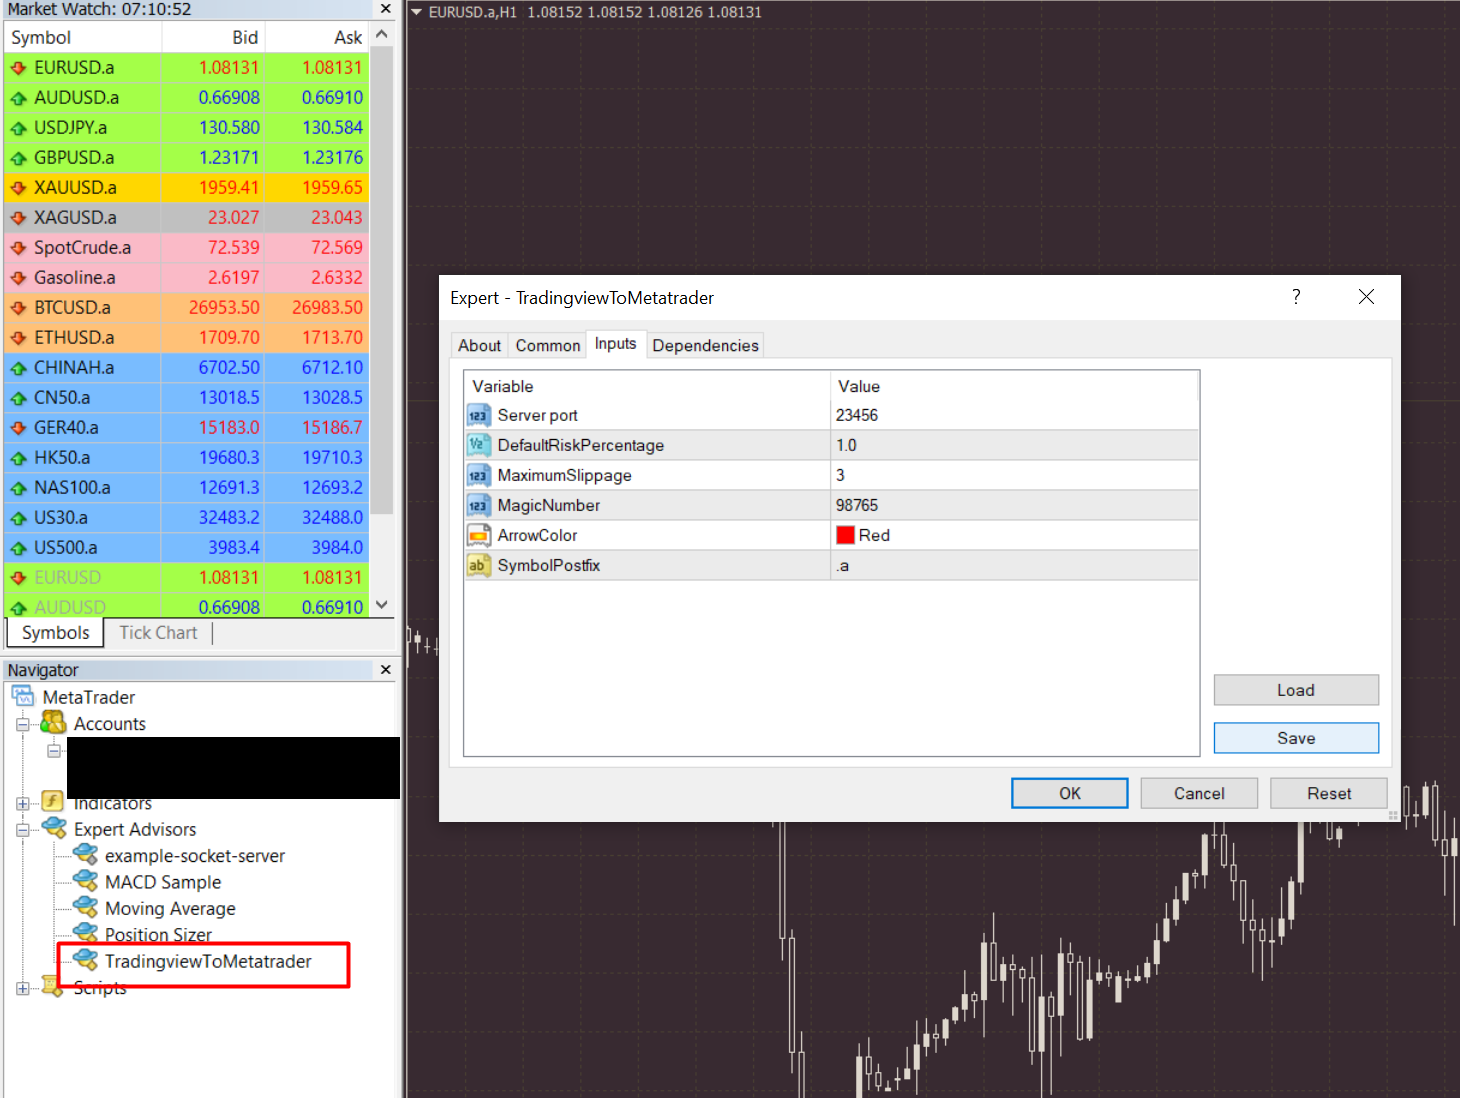 Market Watch: 07:10:52
Symbol Bid Ask
EURUSD.a 1.08131 1.08131
AUDUSD.a 0.66908 0.66910
USDJPY.a 130.580 130.584
GBPUSD.a 1.23171 1.23176
XAUUSD.a 1959.41 1959.65
XAGUSD.a 23.027 23.043
SpotCrude.a 72.539 72.569
Gasoline.a 2.6197 2.6332
BTCUSD.a 26953.50 26983.50
ETHUSD.a 1709.70 1713.70
CHINAH.a 6702.50 6712.10
CN50.a 13018.5 13028.5
GER40.a 15183.0 15186.7
HK50.a 19680.3 19710.3
NAS100.a 12691.3 12693.2
US30.a 32483.2 32488.0
US500.a 3983.4 3984.0
EURUSD 1.08131 1.08131
AUDUSD 0.66908 0.66910
Symbols Tick Chart
Navigator
MetaTrader
Accounts
Indicators
Expert Advisors
example-socket-server
MACD Sample
Moving Average
Position Sizer
TradingviewToMetatrader
Scripts
EURUSD.a,H1 1.08152 1.08152 1.08126 1.08131
Expert - TradingviewToMetatrader ?
About Common Inputs Dependencies
Variable Value
123 Server port 23456
½ DefaultRiskPercentage 1.0
123 MaximumSlippage 3
123 MagicNumber 98765
ArrowColor Red
ab SymbolPostfix .a
Load
Save
OK Cancel Reset